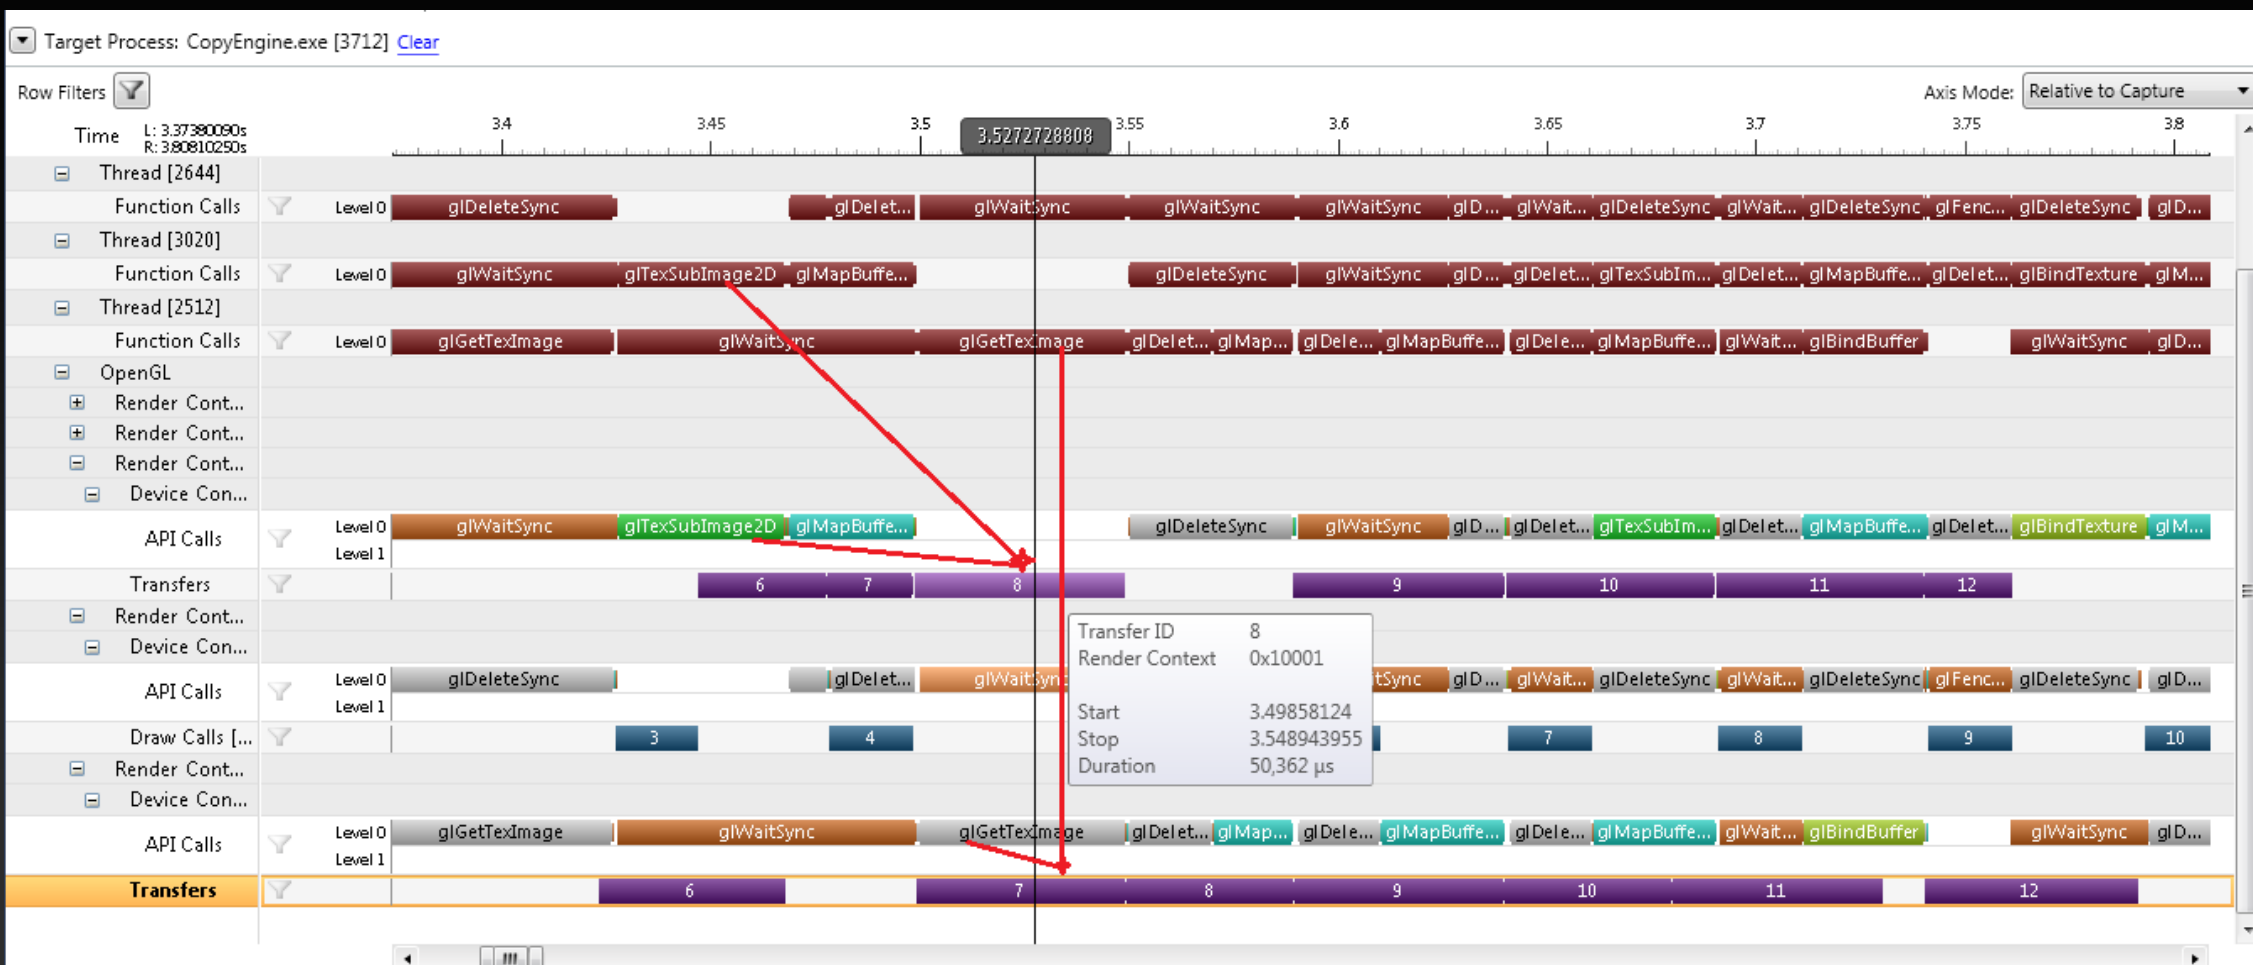 Target Process: CopyEngine.exe [3712] Clear
Row Filters
Axis Mode: Relative to Capture
Time L: 3.37380090s
R: 3.80810250s
3.4 3.45 3.5 3.5272728808 3.55 3.6 3.65 3.7 3.75 3.8
Thread [2644]
Function Calls Level 0 glDeleteSync glDelet... glWaitSync glWaitSync glWaitSync glD... glWait... glDeleteSync glWait... glDeleteSync glFenc... glDeleteSync glD...
Thread [3020]
Function Calls Level 0 glWaitSync glTexSubImage2D glMapBuffe... glDeleteSync glWaitSync glD... glDelet... glTexSubIm... glDelet... glMapBuffe... glDelet... glBindTexture glM...
Thread [2512]
Function Calls Level 0 glGetTexImage glWaitSync glGetTexImage glDelet... glMap... glDele... glMapBuffe... glDele... glMapBuffe... glWait... glBindBuffer glWaitSync glD...
OpenGL
Render Cont...
Render Cont...
Render Cont...
Device Con...
API Calls Level 0 glWaitSync glTexSubImage2D glMapBuffe... glDeleteSync glWaitSync glD... glDelet... glTexSubIm... glDelet... glMapBuffe... glDelet... glBindTexture glM...
Level 1
Transfers 6 7 8 9 10 11 12
Render Cont...
Device Con...
API Calls Level 0 glDeleteSync glDelet... glWaitSync tSync glD... glWait... glDeleteSync glWait... glDeleteSync glFenc... glDeleteSync glD...
Level 1
Draw Calls [... 3 4 7 8 9 10
Transfer ID 8
Render Context 0x10001
Start 3.49858124
Stop 3.548943955
Duration 50,362 µs
Render Cont...
Device Con...
API Calls Level 0 glGetTexImage glWaitSync glGetTexImage glDelet... glMap... glDele... glMapBuffe... glDele... glMapBuffe... glWait... glBindBuffer glWaitSync glD...
Level 1
Transfers 6 7 8 9 10 11 12